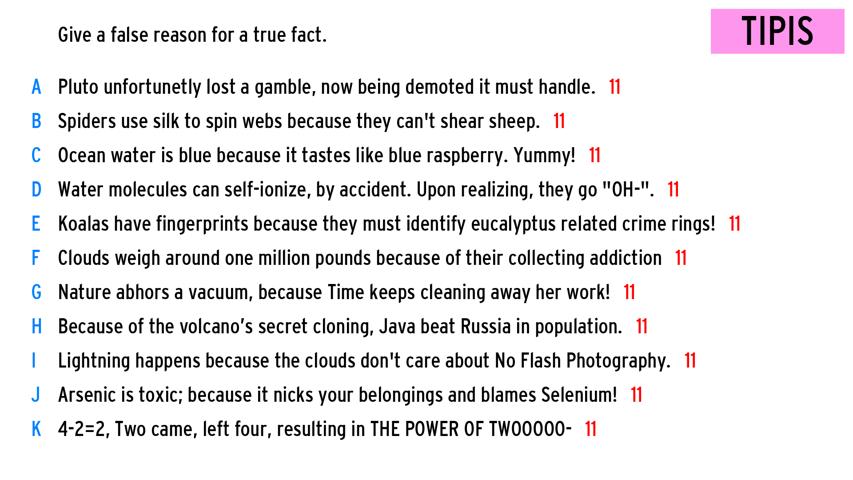 Give a false reason for a true fact.
TIPIS
A Pluto unfortunetly lost a gamble, now being demoted it must handle. 11
B Spiders use silk to spin webs because they can't shear sheep. 11
C Ocean water is blue because it tastes like blue raspberry. Yummy! 11
D Water molecules can self-ionize, by accident. Upon realizing, they go "OH-". 11
E Koalas have fingerprints because they must identify eucalyptus related crime rings! 11
F Clouds weigh around one million pounds because of their collecting addiction 11
G Nature abhors a vacuum, because Time keeps cleaning away her work! 11
H Because of the volcano’s secret cloning, Java beat Russia in population. 11
I Lightning happens because the clouds don't care about No Flash Photography. 11
J Arsenic is toxic; because it nicks your belongings and blames Selenium! 11
K 4-2=2, Two came, left four, resulting in THE POWER OF TWOOOOO- 11